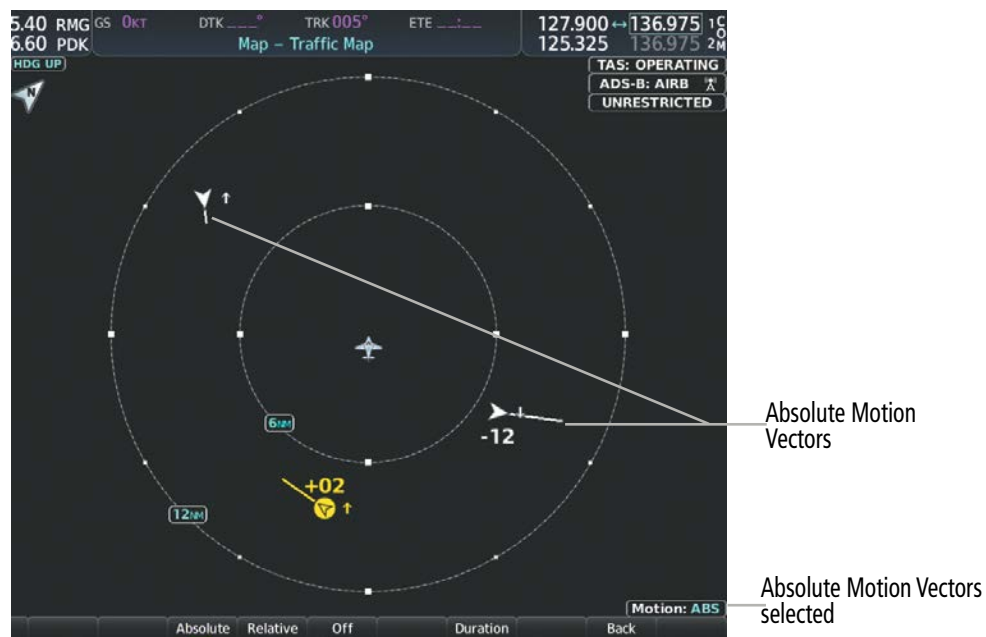 5.40 RMG GS 0KT DTK ___° TRK 005° ETE __:__ 127.900 ↔ 136.975 1 C
6.60 PDK Map – Traffic Map 125.325 136.975 2 O M
HDG UP
TAS: OPERATING
N
ADS-B: AIRB
UNRESTRICTED
↑
Absolute Motion
Vectors
-12
6NM
+02
↑
12NM
Absolute Motion Vectors
selected
Motion: ABS
Absolute Relative Off Duration Back